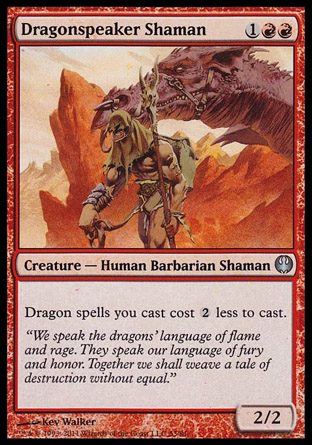 Dragonspeaker Shaman 1
Creature — Human Barbarian Shaman
Dragon spells you cast cost 2 less to cast.
“We speak the dragons’ language of flame
and rage. They speak our language of fury
and honor. Together we shall weave a tale of
destruction without equal.”
Key Walker
2/2